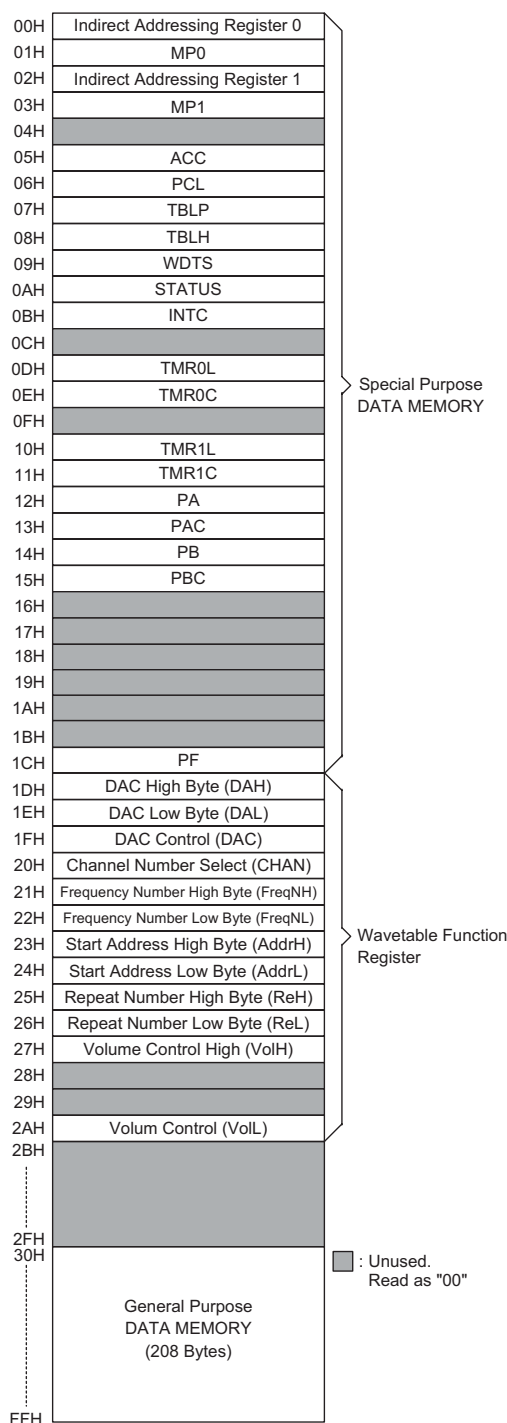 00H Indirect Addressing Register 0
01H MP0
02H Indirect Addressing Register 1
03H MP1
04H
05H ACC
06H PCL
07H TBLP
08H TBLH
09H WDTS
0AH STATUS
0BH INTC
0CH
0DH TMR0L
0EH TMR0C
0FH
10H TMR1L
11H TMR1C
12H PA
13H PAC
14H PB
15H PBC
16H
17H
18H
19H
1AH
1BH
1CH PF
Special Purpose
DATA MEMORY
1DH DAC High Byte (DAH)
1EH DAC Low Byte (DAL)
1FH DAC Control (DAC)
20H Channel Number Select (CHAN)
21H Frequency Number High Byte (FreqNH)
22H Frequency Number Low Byte (FreqNL)
23H Start Address High Byte (AddrH)
24H Start Address Low Byte (AddrL)
25H Repeat Number High Byte (ReH)
26H Repeat Number Low Byte (ReL)
27H Volume Control High (VolH)
28H
29H
2AH Volum Control (VolL)
Wavetable Function
Register
2BH
2FH
30H
General Purpose
DATA MEMORY
(208 Bytes)
FFH
: Unused.
Read as "00"